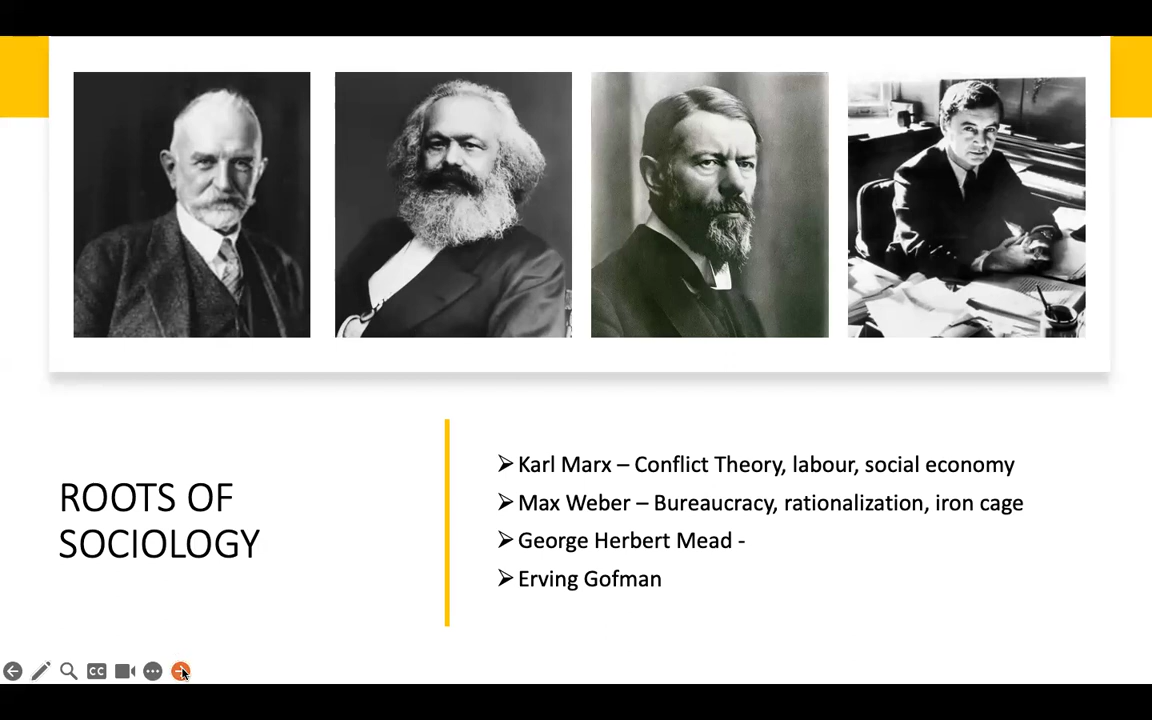 ROOTS OF
SOCIOLOGY
➢ Karl Marx – Conflict Theory, labour, social economy
➢ Max Weber – Bureaucracy, rationalization, iron cage
➢ George Herbert Mead -
➢ Erving Gofman
CC